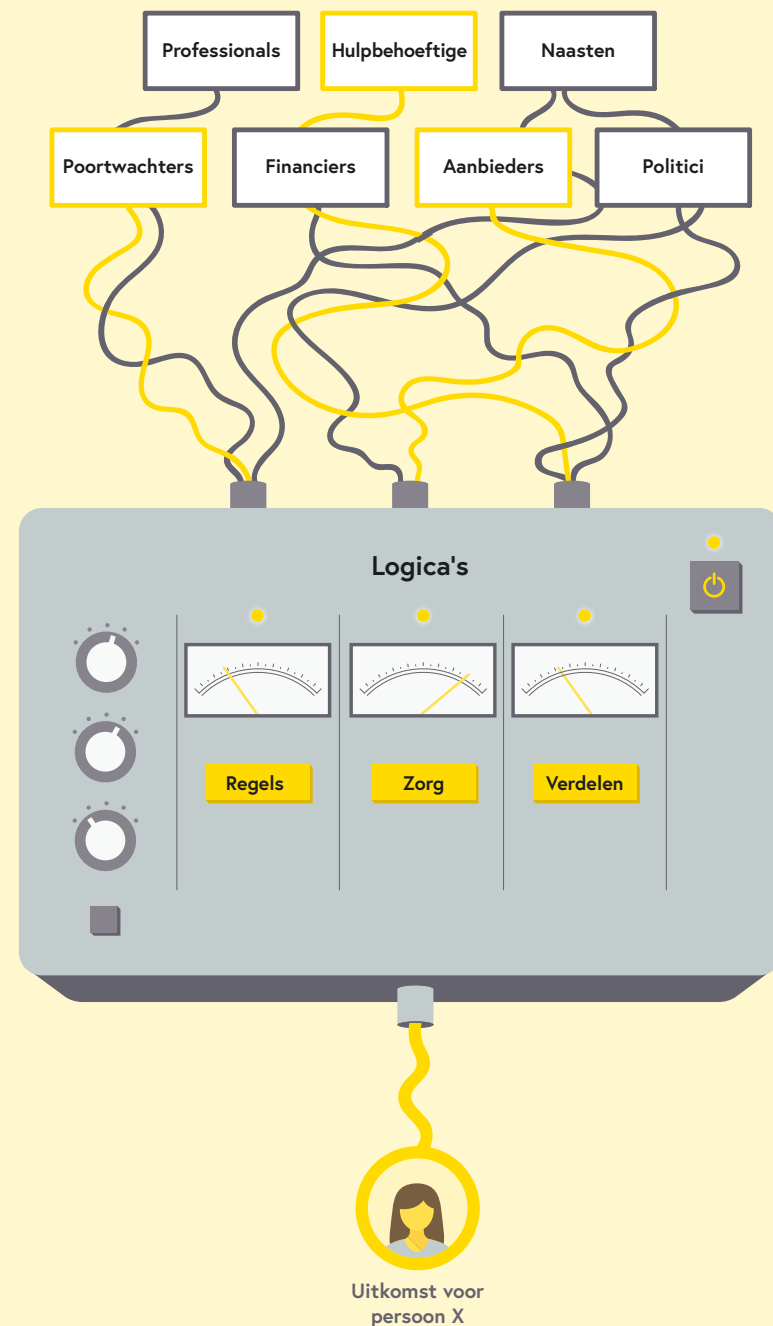 Professionals
Hulpbehoeftige
Naasten
Poortwachters
Financiers
Aanbieders
Politici
Logica's
Regels
Zorg
Verdelen
Uitkomst voor
persoon X